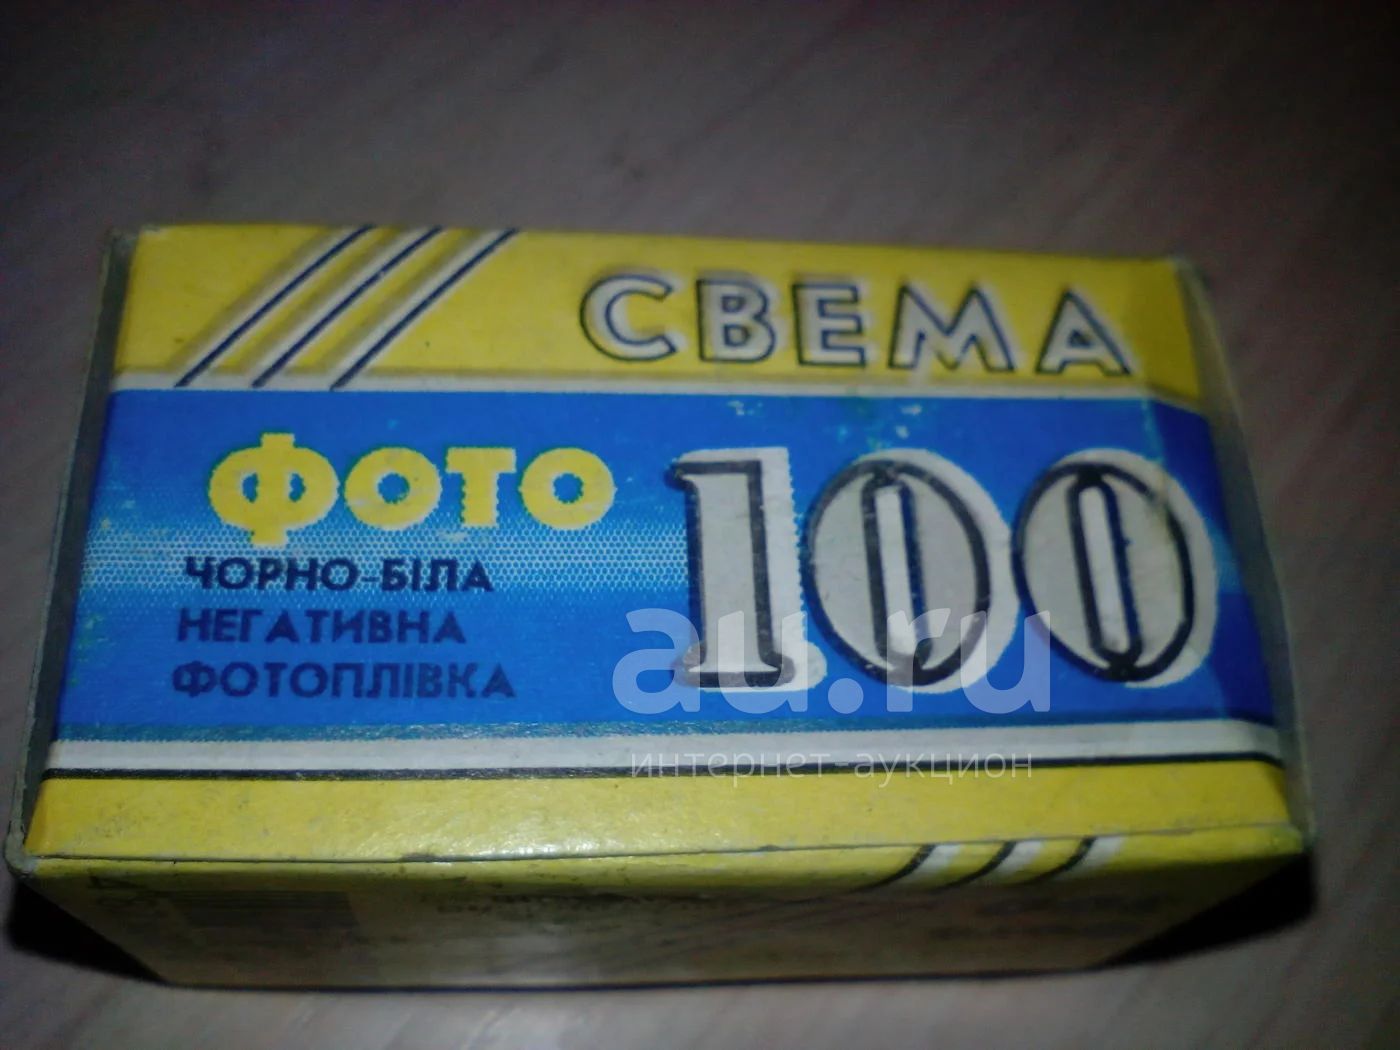 СВЕМА
ФОТО 100
ЧОРНО-БІЛА
НЕГАТИВНА
ФОТОПЛІВКА
au.ru
интернет-аукцион